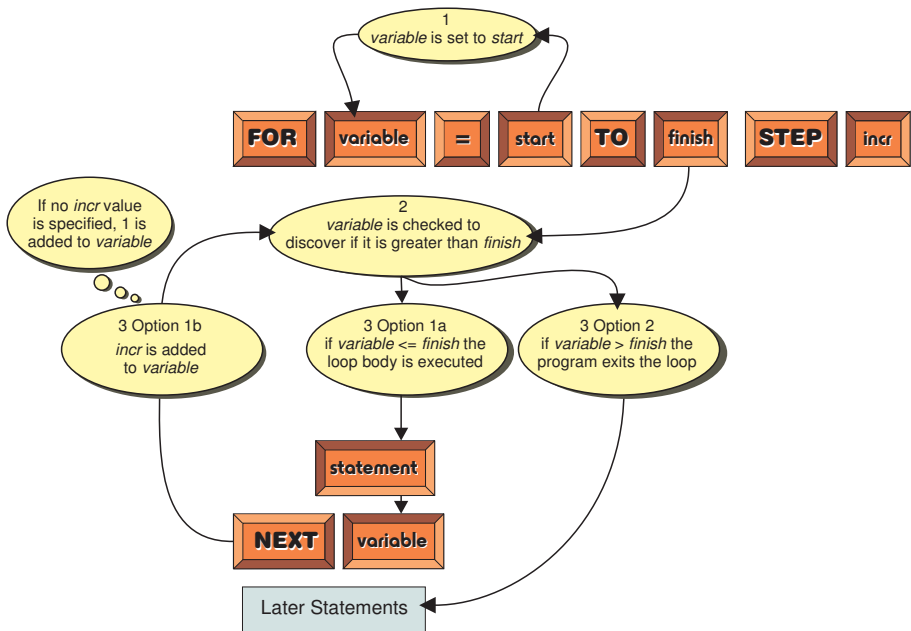 1
variable is set to start
FOR variable = start TO finish STEP incr
If no incr value
is specified, 1 is
added to variable
2
variable is checked to
discover if it is greater than finish
3 Option 1b
incr is added
to variable
3 Option 1a
if variable <= finish the
loop body is executed
3 Option 2
if variable > finish the
program exits the loop
statement
NEXT variable
Later Statements